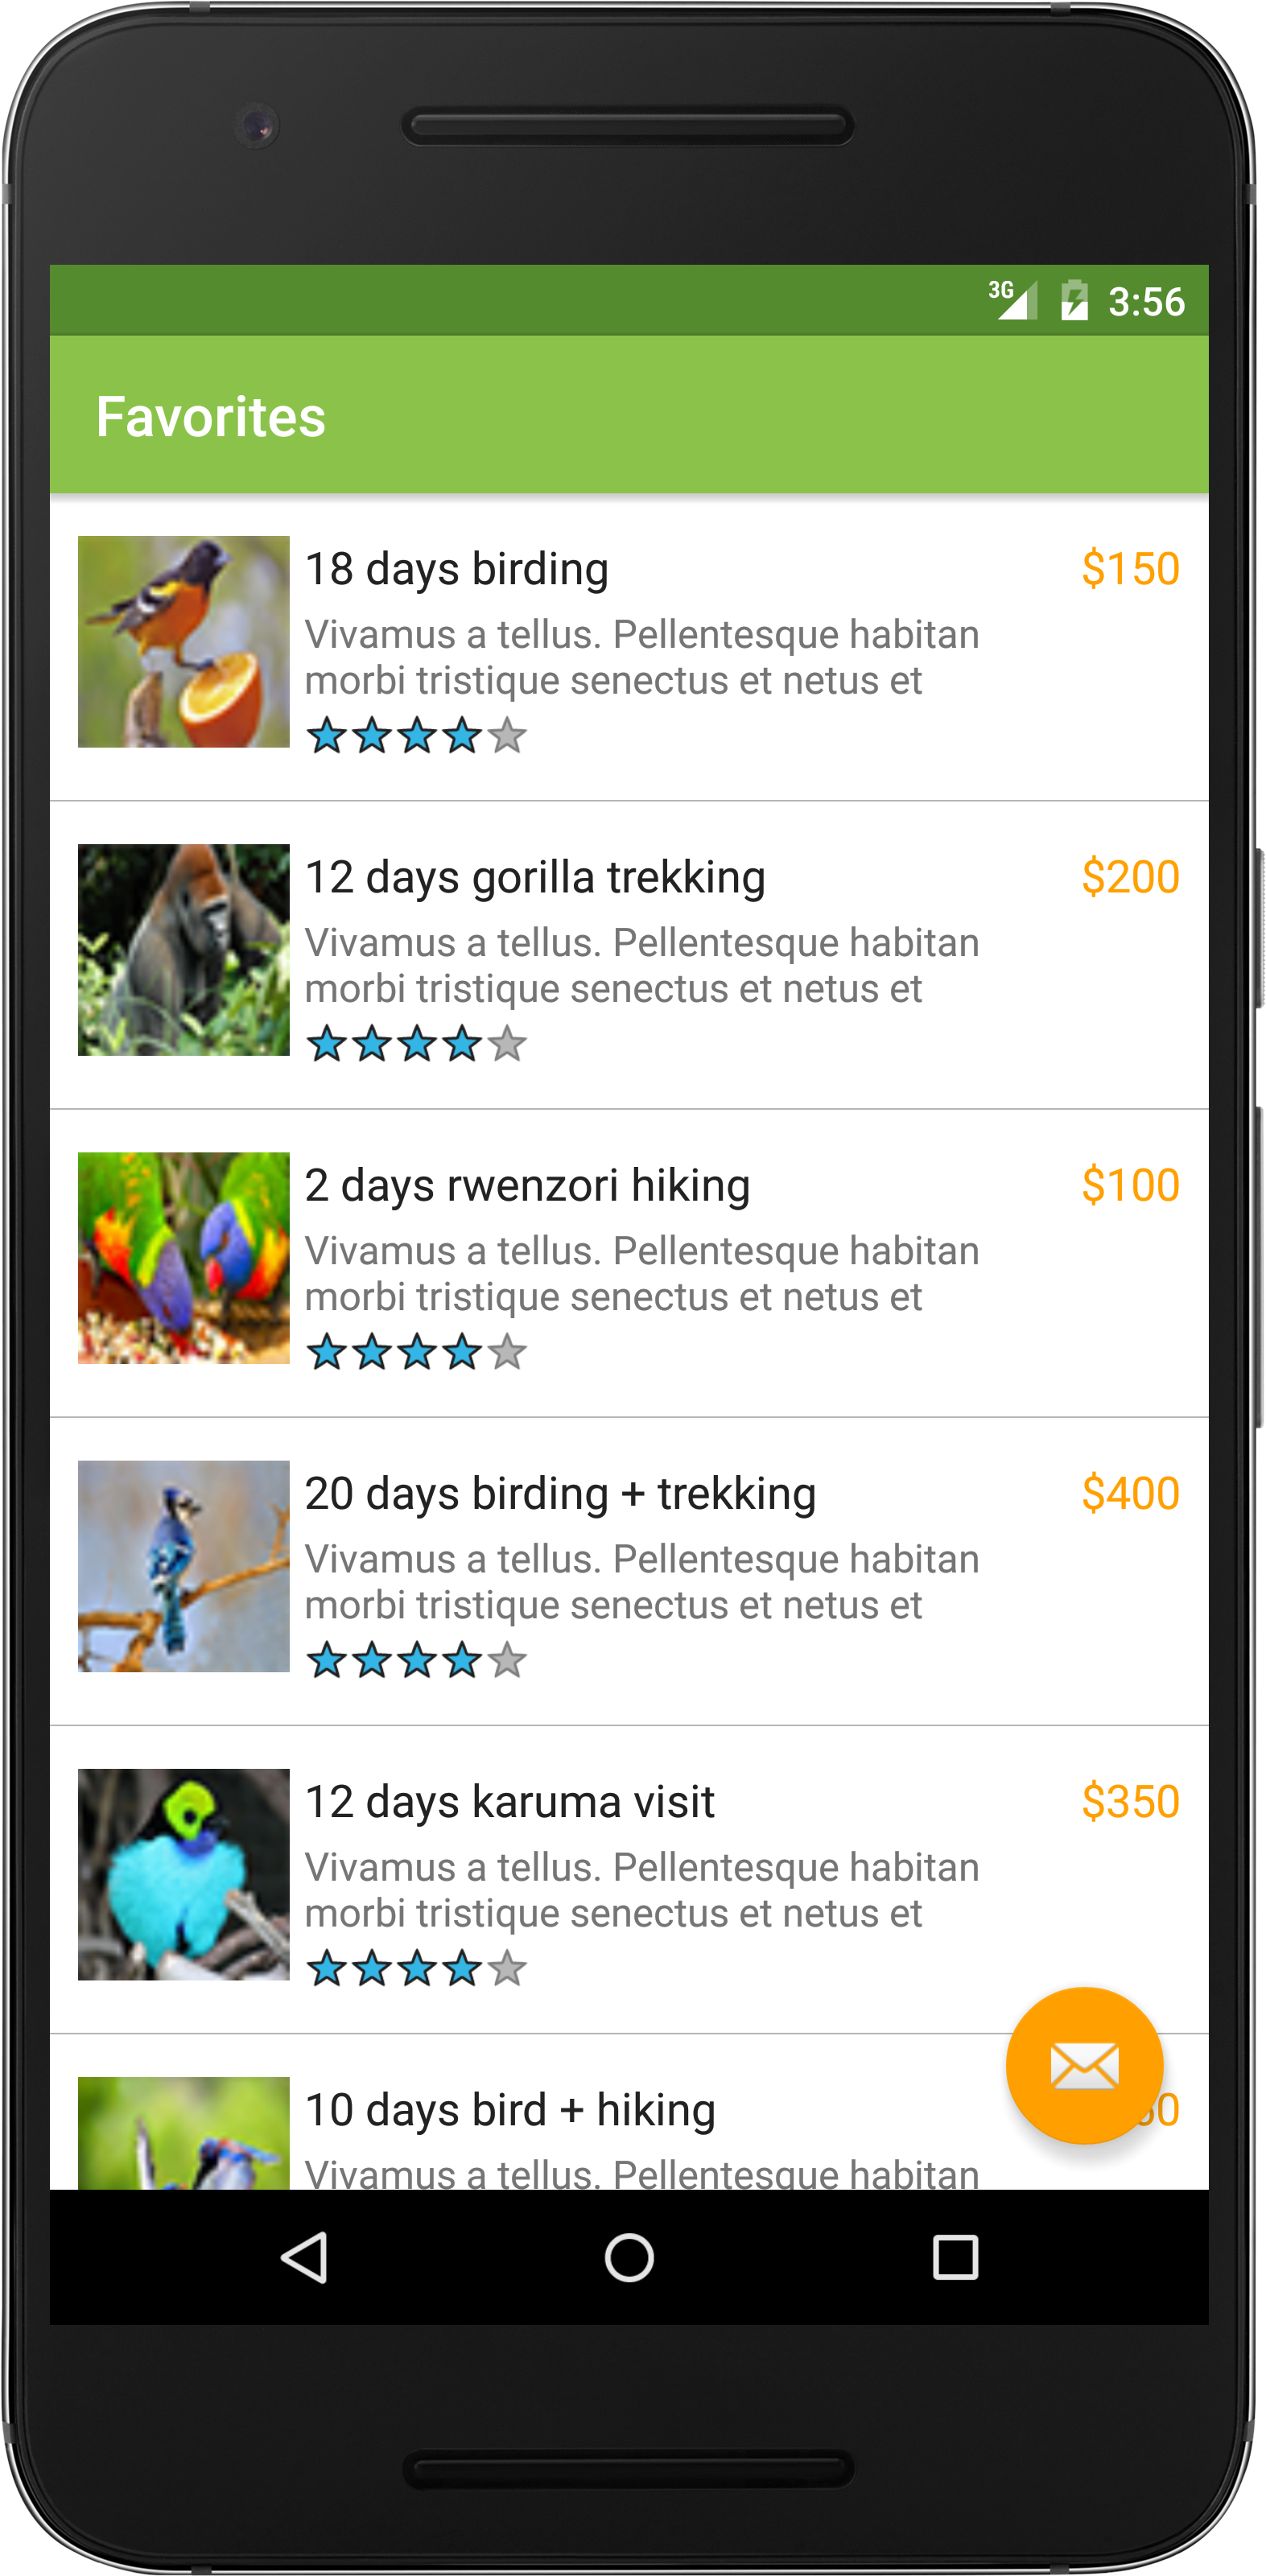 3G 3:56
Favorites
18 days birding $150
Vivamus a tellus. Pellentesque habitan
morbi tristique senectus et netus et
12 days gorilla trekking $200
Vivamus a tellus. Pellentesque habitan
morbi tristique senectus et netus et
2 days rwenzori hiking $100
Vivamus a tellus. Pellentesque habitan
morbi tristique senectus et netus et
20 days birding + trekking $400
Vivamus a tellus. Pellentesque habitan
morbi tristique senectus et netus et
12 days karuma visit $350
Vivamus a tellus. Pellentesque habitan
morbi tristique senectus et netus et
10 days bird + hiking
Vivamus a tellus. Pellentesque habitan